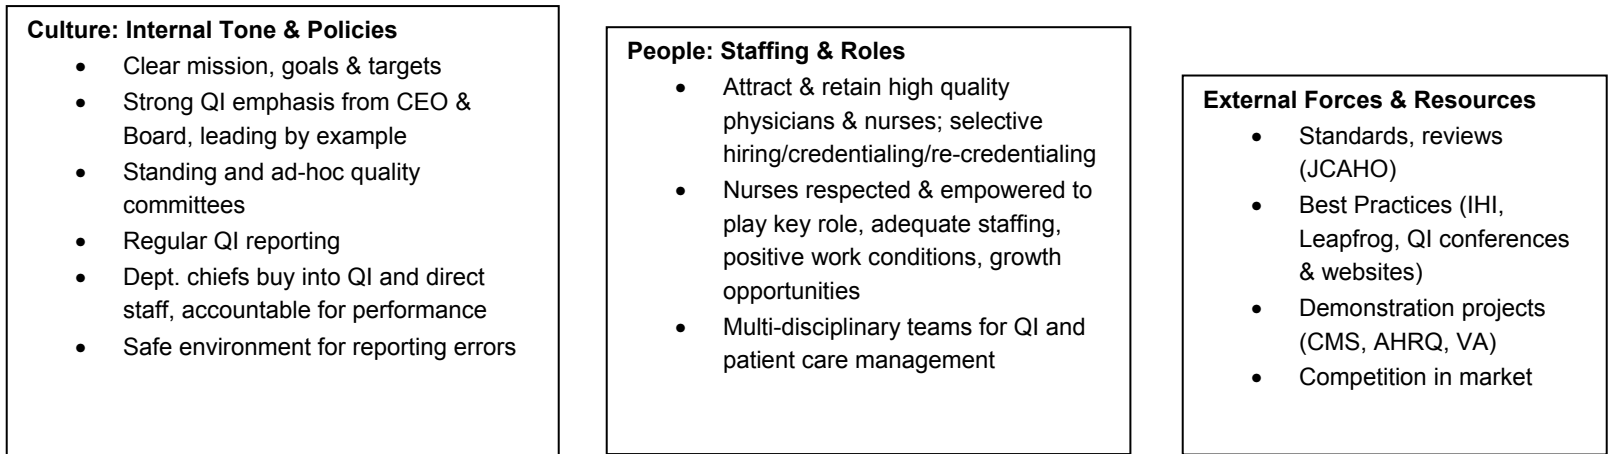 Culture: Internal Tone & Policies
• Clear mission, goals & targets
• Strong QI emphasis from CEO &
Board, leading by example
• Standing and ad-hoc quality
committees
• Regular QI reporting
• Dept. chiefs buy into QI and direct
staff, accountable for performance
• Safe environment for reporting errors
People: Staffing & Roles
• Attract & retain high quality
physicians & nurses; selective
hiring/credentialing/re-credentialing
• Nurses respected & empowered to
play key role, adequate staffing,
positive work conditions, growth
opportunities
• Multi-disciplinary teams for QI and
patient care management
External Forces & Resources
• Standards, reviews
(JCAHO)
• Best Practices (IHI,
Leapfrog, QI conferences
& websites)
• Demonstration projects
(CMS, AHRQ, VA)
• Competition in market